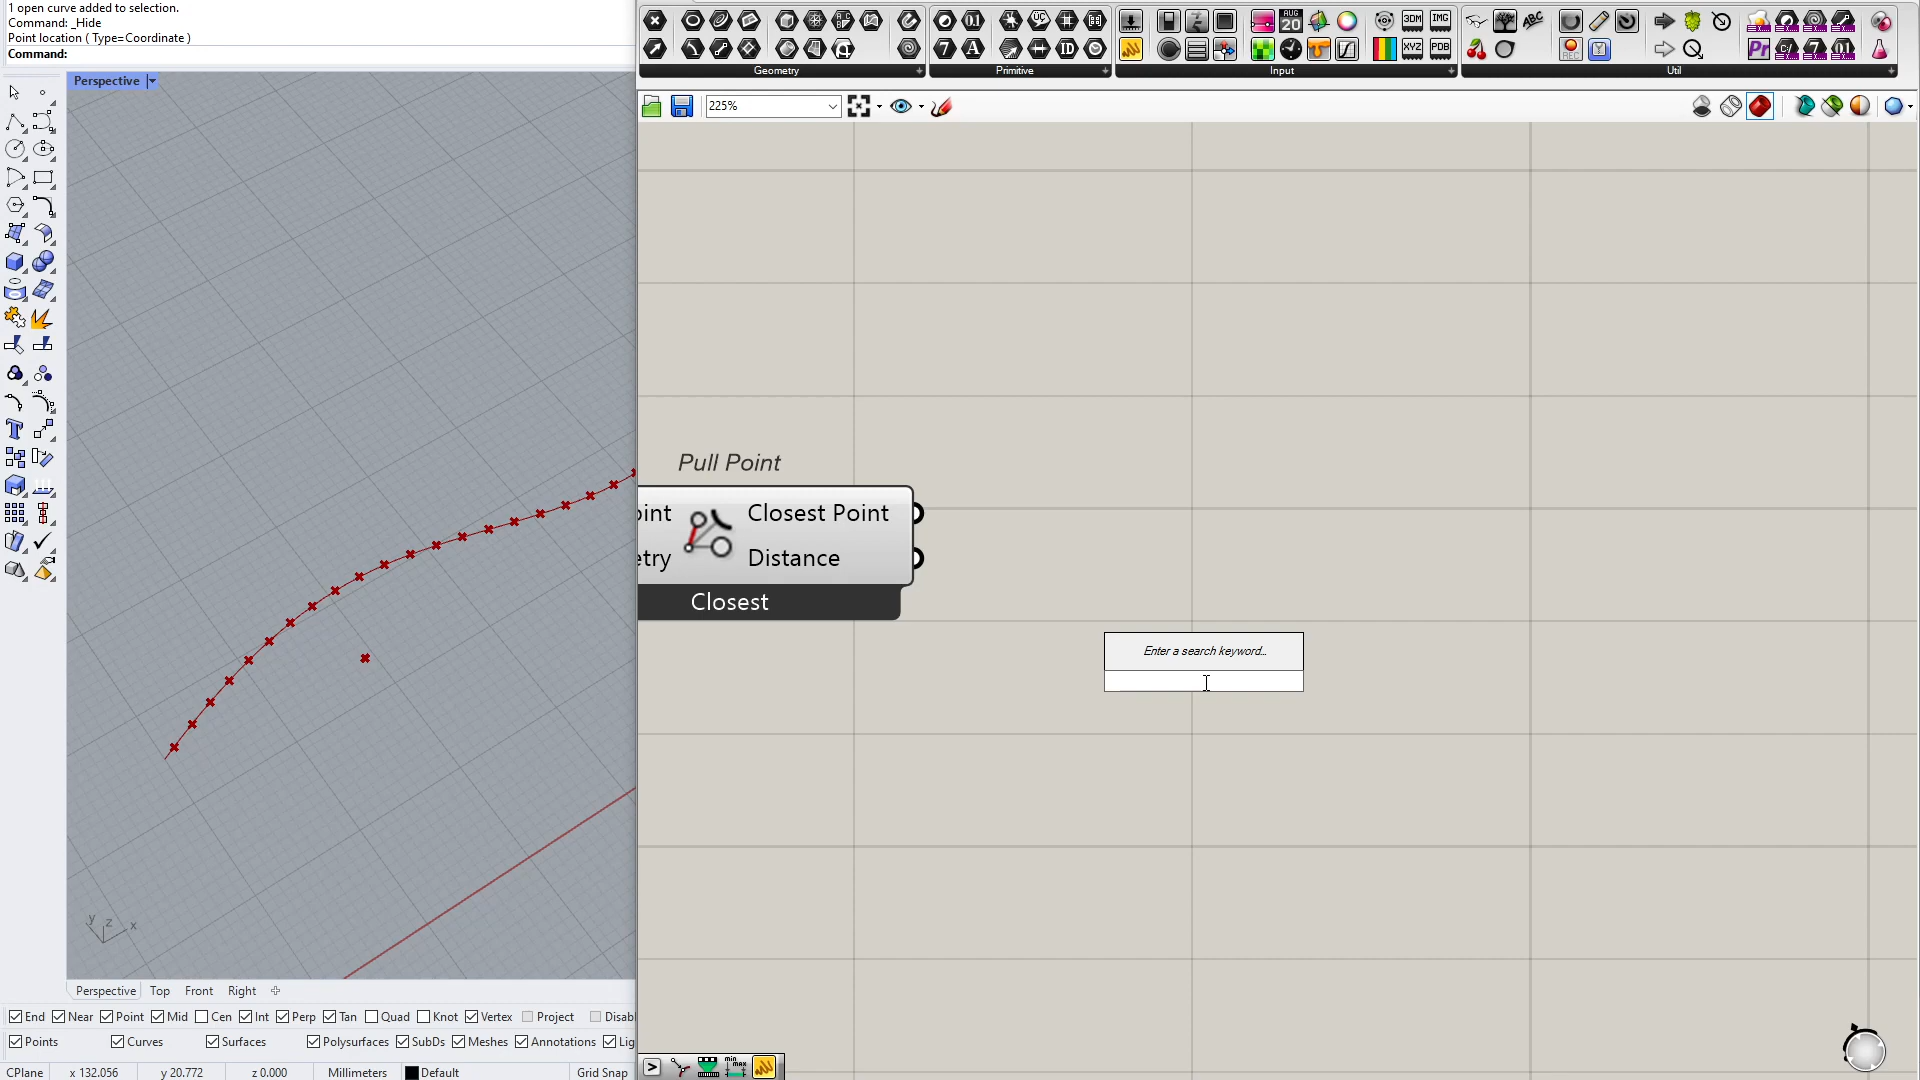 1 open curve added to selection.
Command: _Hide
Point location ( Type=Coordinate )
Command:
Perspective
Geometry
Primitive
Input
Util
225%
Pull Point
oint
Closest Point
etry
Distance
Closest
Enter a search keyword...
y z x
Perspective Top Front Right
End Near Point Mid Cen Int Perp Tan Quad Knot Vertex Project Disabl
Points Curves Surfaces Polysurfaces SubDs Meshes Annotations Lig
CPlane x 132.056 y 20.772 z 0.000 Millimeters Default Grid Snap